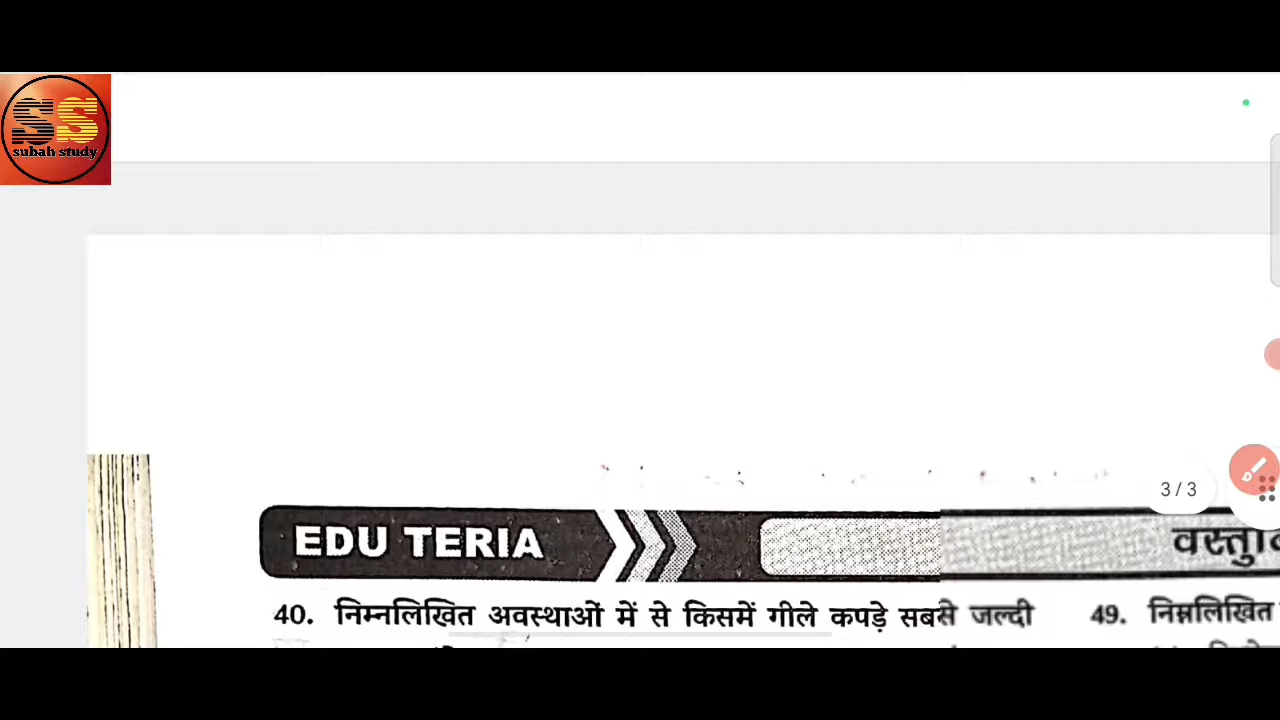 SS
subah study
3 / 3
EDU TERIA
40. निम्नलिखित अवस्थाओं में से किसमें गीले कपड़े सबसे जल्दी
49. निम्नलिखित